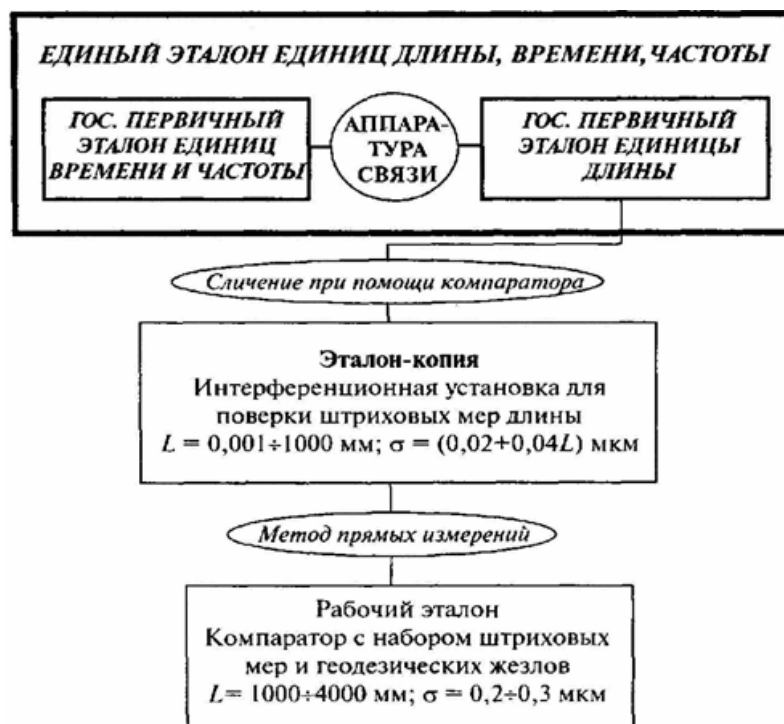 ЕДИНЫЙ ЭТАЛОН ЕДИНИЦ ДЛИНЫ, ВРЕМЕНИ, ЧАСТОТЫ
ГОС. ПЕРВИЧНЫЙ
ЭТАЛОН ЕДИНИЦ
ВРЕМЕНИ И ЧАСТОТЫ
АППАРА-
ТУРА
СВЯЗИ
ГОС. ПЕРВИЧНЫЙ
ЭТАЛОН ЕДИНИЦЫ
ДЛИНЫ
Сличение при помощи компаратора
Эталон-копия
Интерференционная установка для
поверки штриховых мер длины
L = 0,001÷1000 мм; σ = (0,02+0,04L) мкм
Метод прямых измерений
Рабочий эталон
Компаратор с набором штриховых
мер и геодезических жезлов
L= 1000÷4000 мм; σ = 0,2÷0,3 мкм